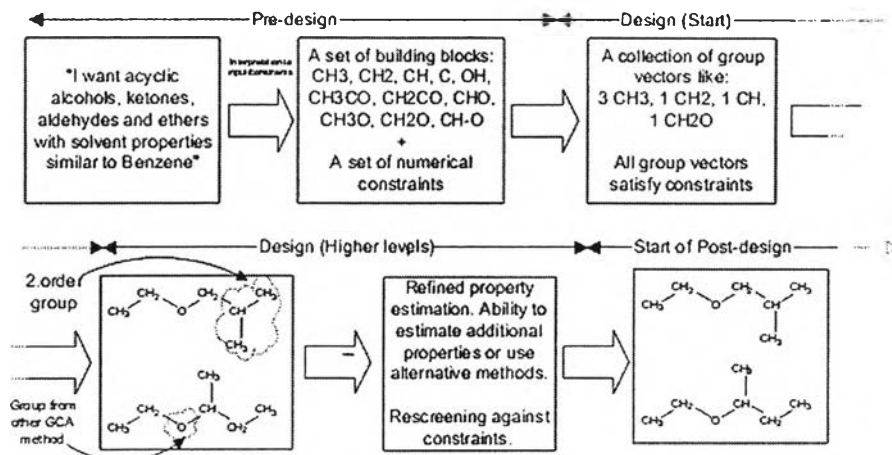 Pre-design
Design (Start)
"I want acyclic
alcohols, ketones,
aldehydes and ethers
with solvent properties
similar to Benzene"
input/constraints
A set of building blocks:
CH3, CH2, CH, C, OH,
CH3CO, CH2CO, CHO,
CH3O, CH2O, CH-O
+
A set of numerical
constraints
A collection of group
vectors like:
3 CH3, 1 CH2, 1 CH,
1 CH2O
All group vectors
satisfy constraints
Design (Higher levels)
Start of Post-design
2.order
group
Group from
other GCA
method
CH₂ CH₂ CH₃
CH₃ O CH
CH₃
CH₃
CH₂ CH CH₃
CH₃ O CH₂
Refined property
estimation. Ability to
estimate additional
properties or use
alternative methods.
Rescreening against
constraints.
CH₂ CH₂ CH₃
CH₃ O CH
CH₃
CH₃
CH₂ CH CH₃
CH₃ O CH₂